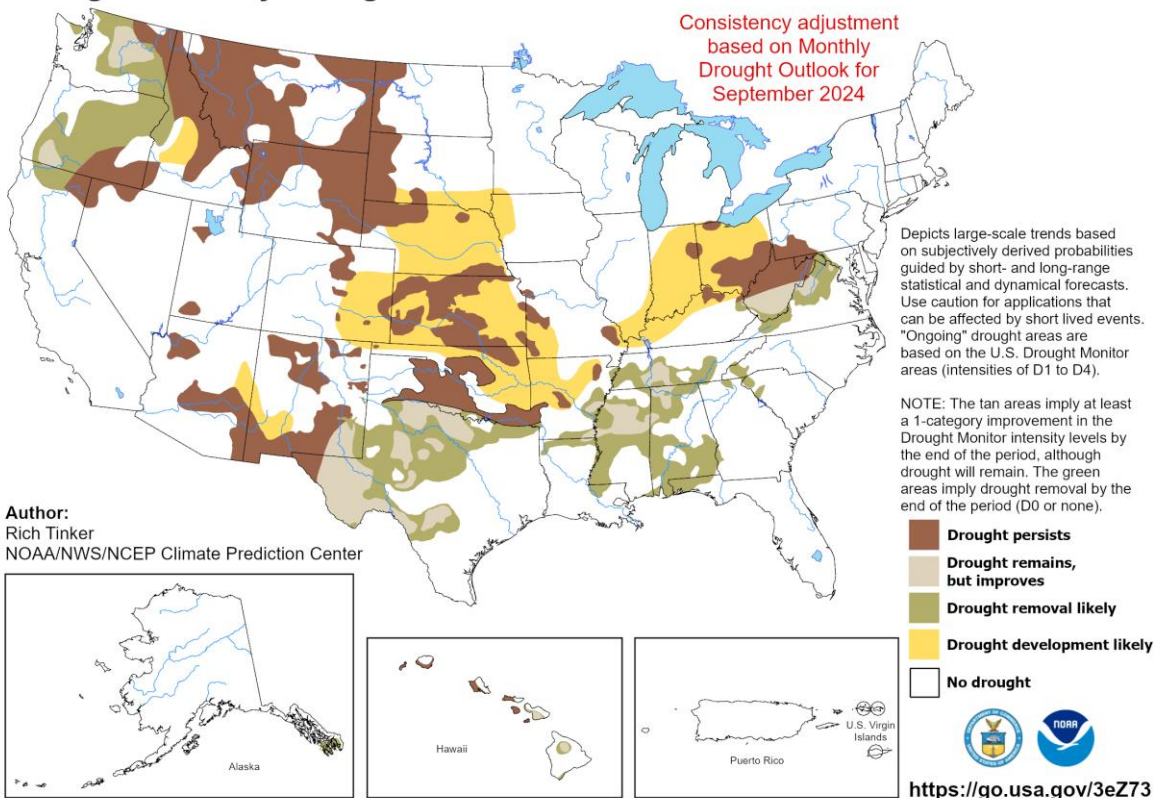 Consistency adjustment
based on Monthly
Drought Outlook for
September 2024
Depicts large-scale trends based
on subjectively derived probabilities
guided by short- and long-range
statistical and dynamical forecasts.
Use caution for applications that
can be affected by short lived events.
"Ongoing" drought areas are
based on the U.S. Drought Monitor
areas (intensities of D1 to D4).
NOTE: The tan areas imply at least
a 1-category improvement in the
Drought Monitor intensity levels by
the end of the period, although
drought will remain. The green
areas imply drought removal by the
end of the period (D0 or none).
Author:
Rich Tinker
NOAA/NWS/NCEP Climate Prediction Center
Drought persists
Drought remains,
but improves
Drought removal likely
Drought development likely
No drought
Alaska
Hawaii
Puerto Rico
U.S. Virgin
Islands
NOAA
https://go.usa.gov/3eZ73